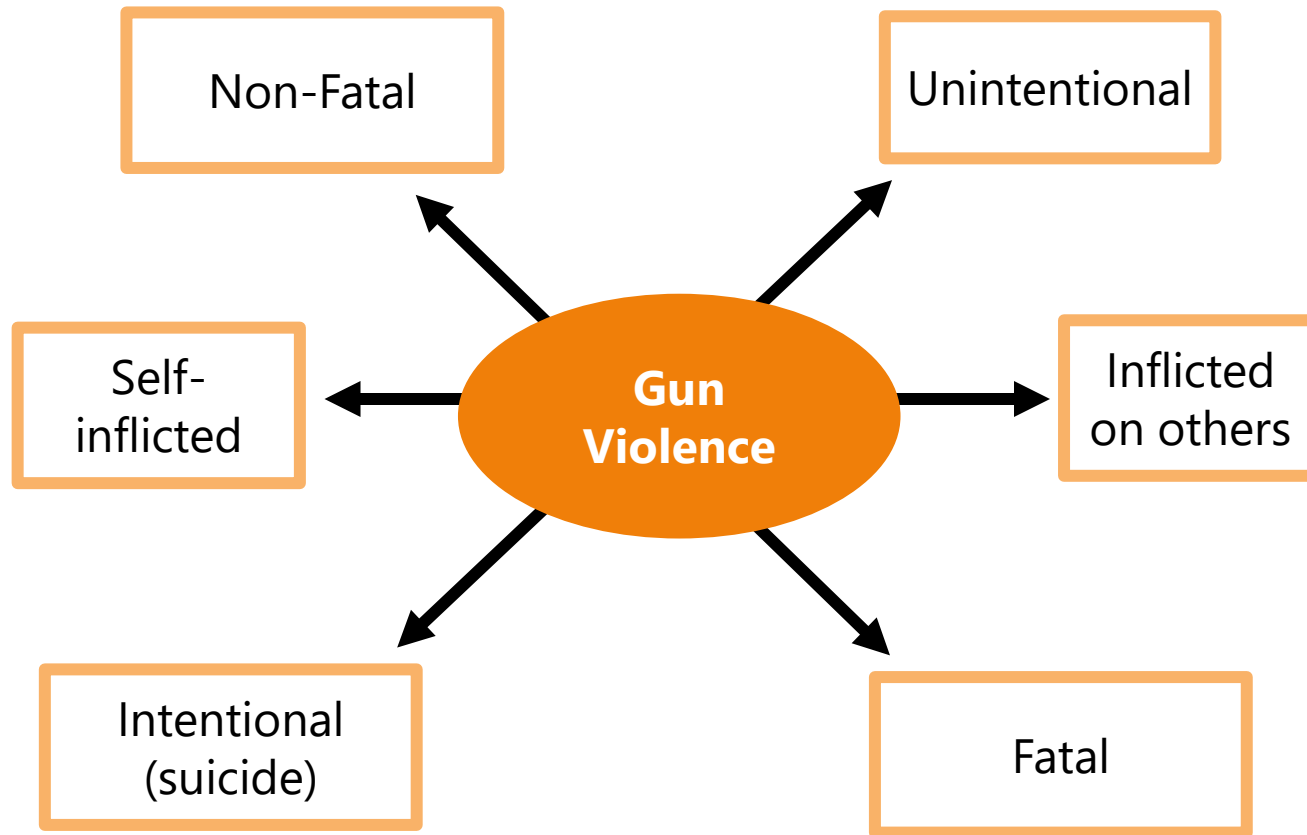 Non-Fatal
Unintentional
Self-
inflicted
Gun
Violence
Inflicted
on others
Intentional
(suicide)
Fatal